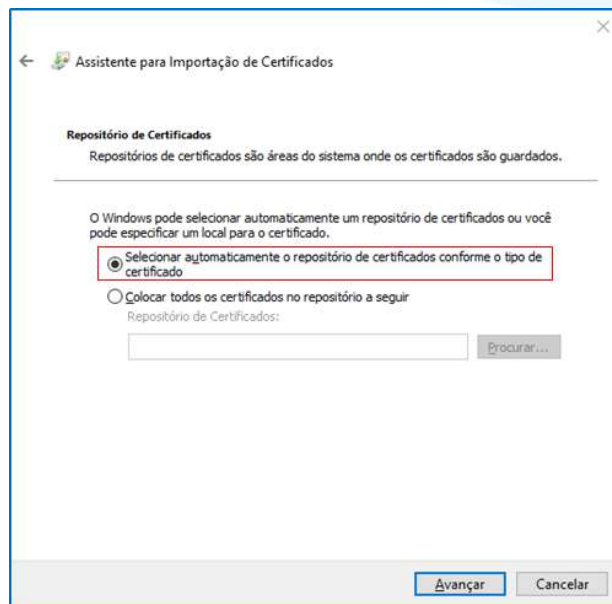 Assistente para Importação de Certificados
Repositório de Certificados
Repositórios de certificados são áreas do sistema onde os certificados são guardados.
O Windows pode selecionar automaticamente um repositório de certificados ou você
pode especificar um local para o certificado.
Selecionar automaticamente o repositório de certificados conforme o tipo de
certificado
Colocar todos os certificados no repositório a seguir
Repositório de Certificados:
Procurar...
Avançar Cancelar